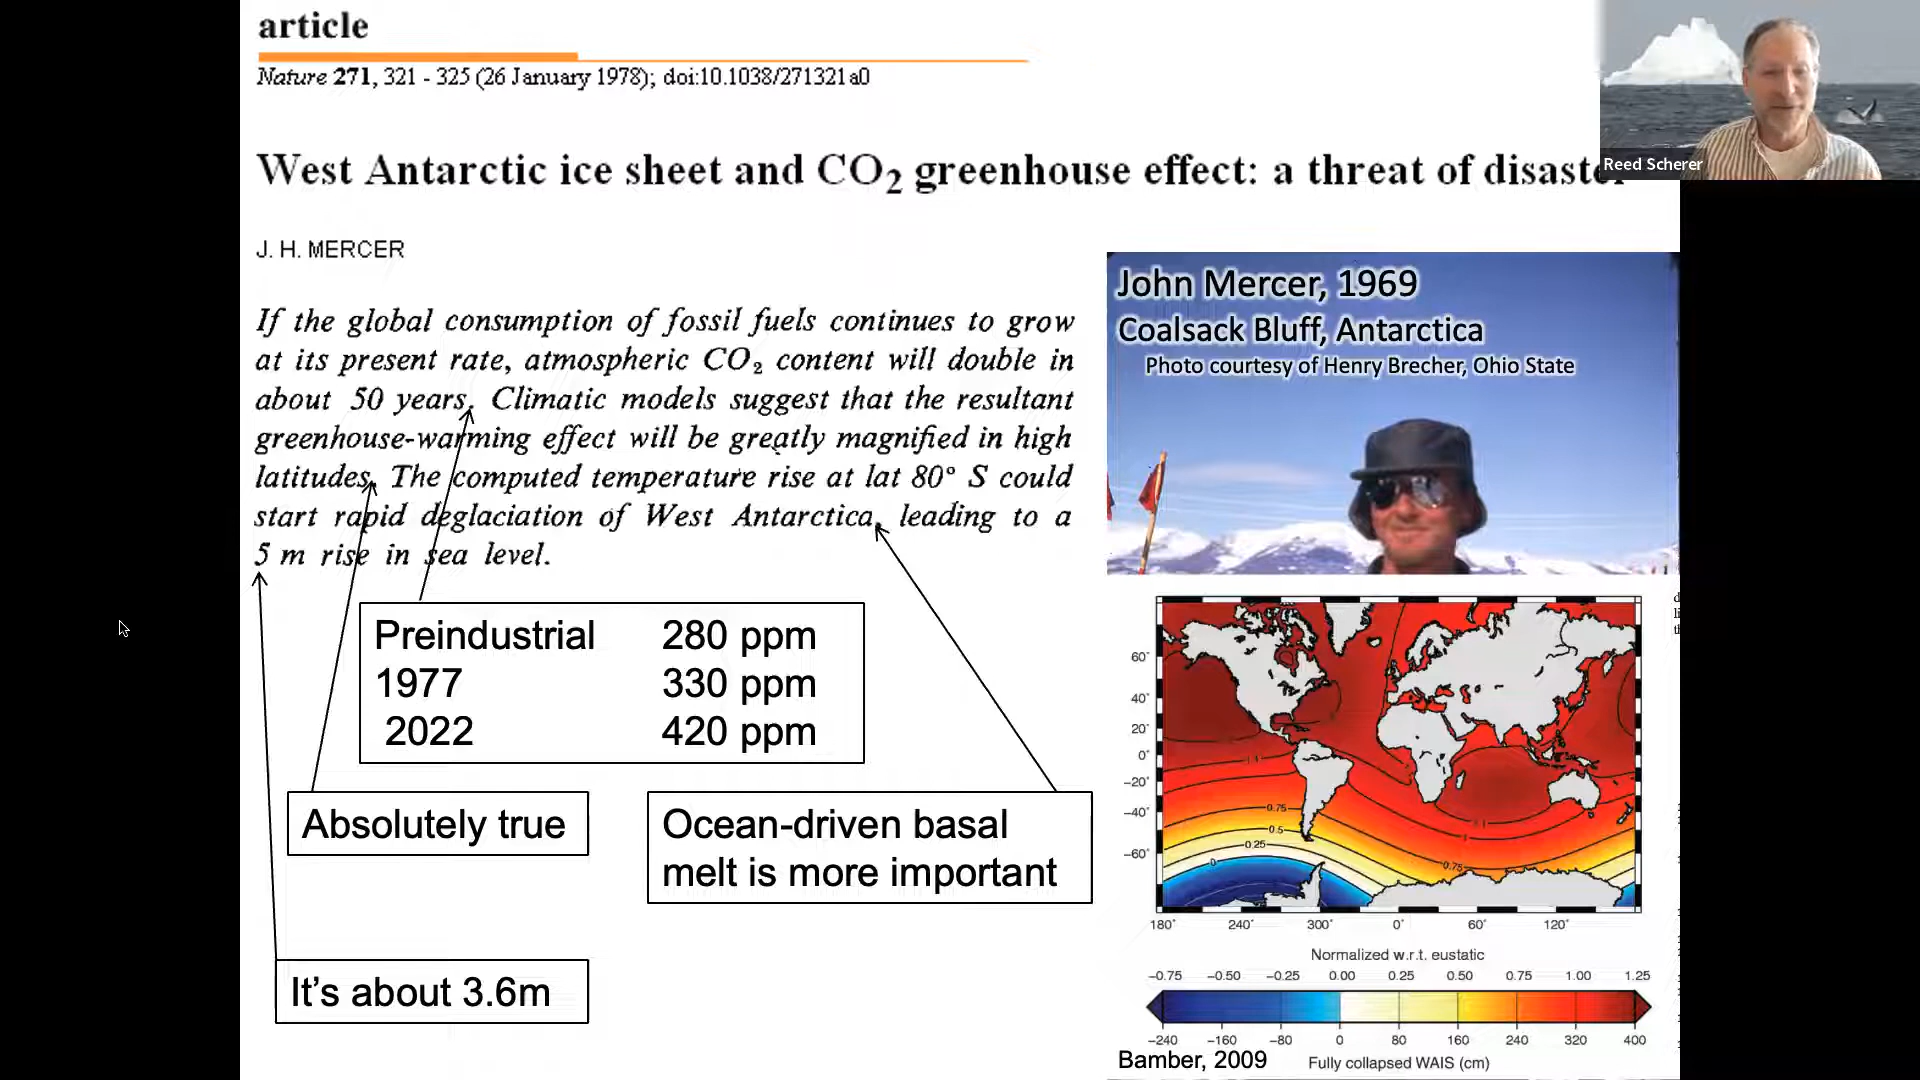 article
Nature 271, 321 - 325 (26 January 1978); doi:10.1038/271321a0
West Antarctic ice sheet and CO₂ greenhouse effect: a threat of disaster
Reed Scherer
J. H. MERCER
If the global consumption of fossil fuels continues to grow
at its present rate, atmospheric CO₂ content will double in
about 50 years. Climatic models suggest that the resultant
greenhouse-warming effect will be greatly magnified in high
latitudes. The computed temperature rise at lat 80° S could
start rapid deglaciation of West Antarctica, leading to a
5 m rise in sea level.
Preindustrial 280 ppm
1977 330 ppm
2022 420 ppm
Absolutely true
Ocean-driven basal
melt is more important
It's about 3.6m
John Mercer, 1969
Coalsack Bluff, Antarctica
Photo courtesy of Henry Brecher, Ohio State
60°
40°
20°
0°
−20°
−40°
−60°
1.1
0.75
0.5
0.25
0
1.1
1
0.75
180° 240° 300° 0° 60° 120°
Normalized w.r.t. eustatic
−0.75 −0.50 −0.25 0.00 0.25 0.50 0.75 1.00 1.25
−240 −160 −80 0 80 160 240 320 400
Bamber, 2009
Fully collapsed WAIS (cm)